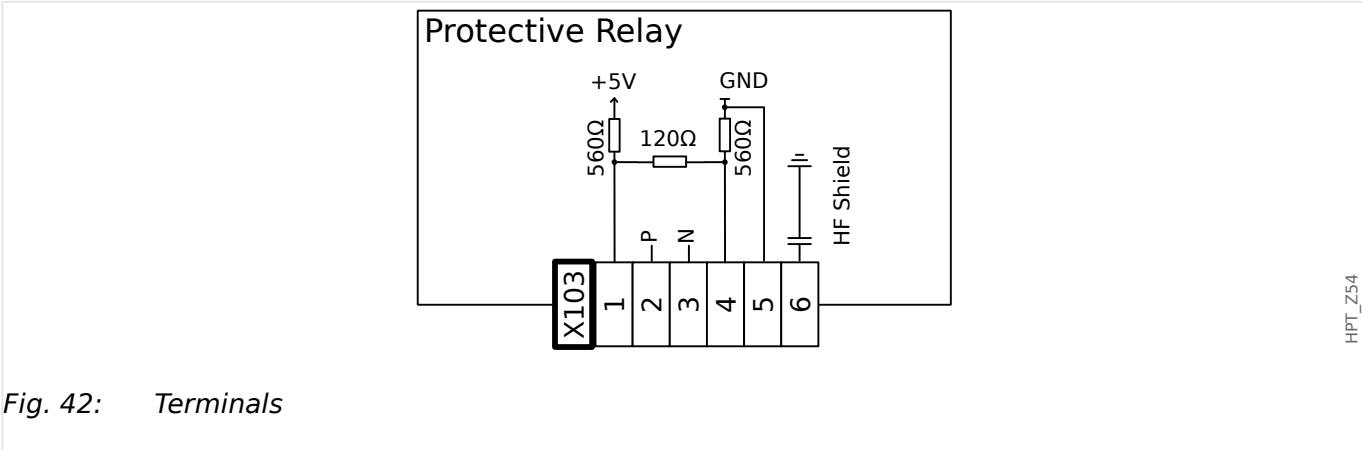 Protective Relay
+5V
GND
560Ω
120Ω
560Ω
HF Shield
P
N
X103
1
2
3
4
5
6
HPT_Z54
Fig. 42: Terminals